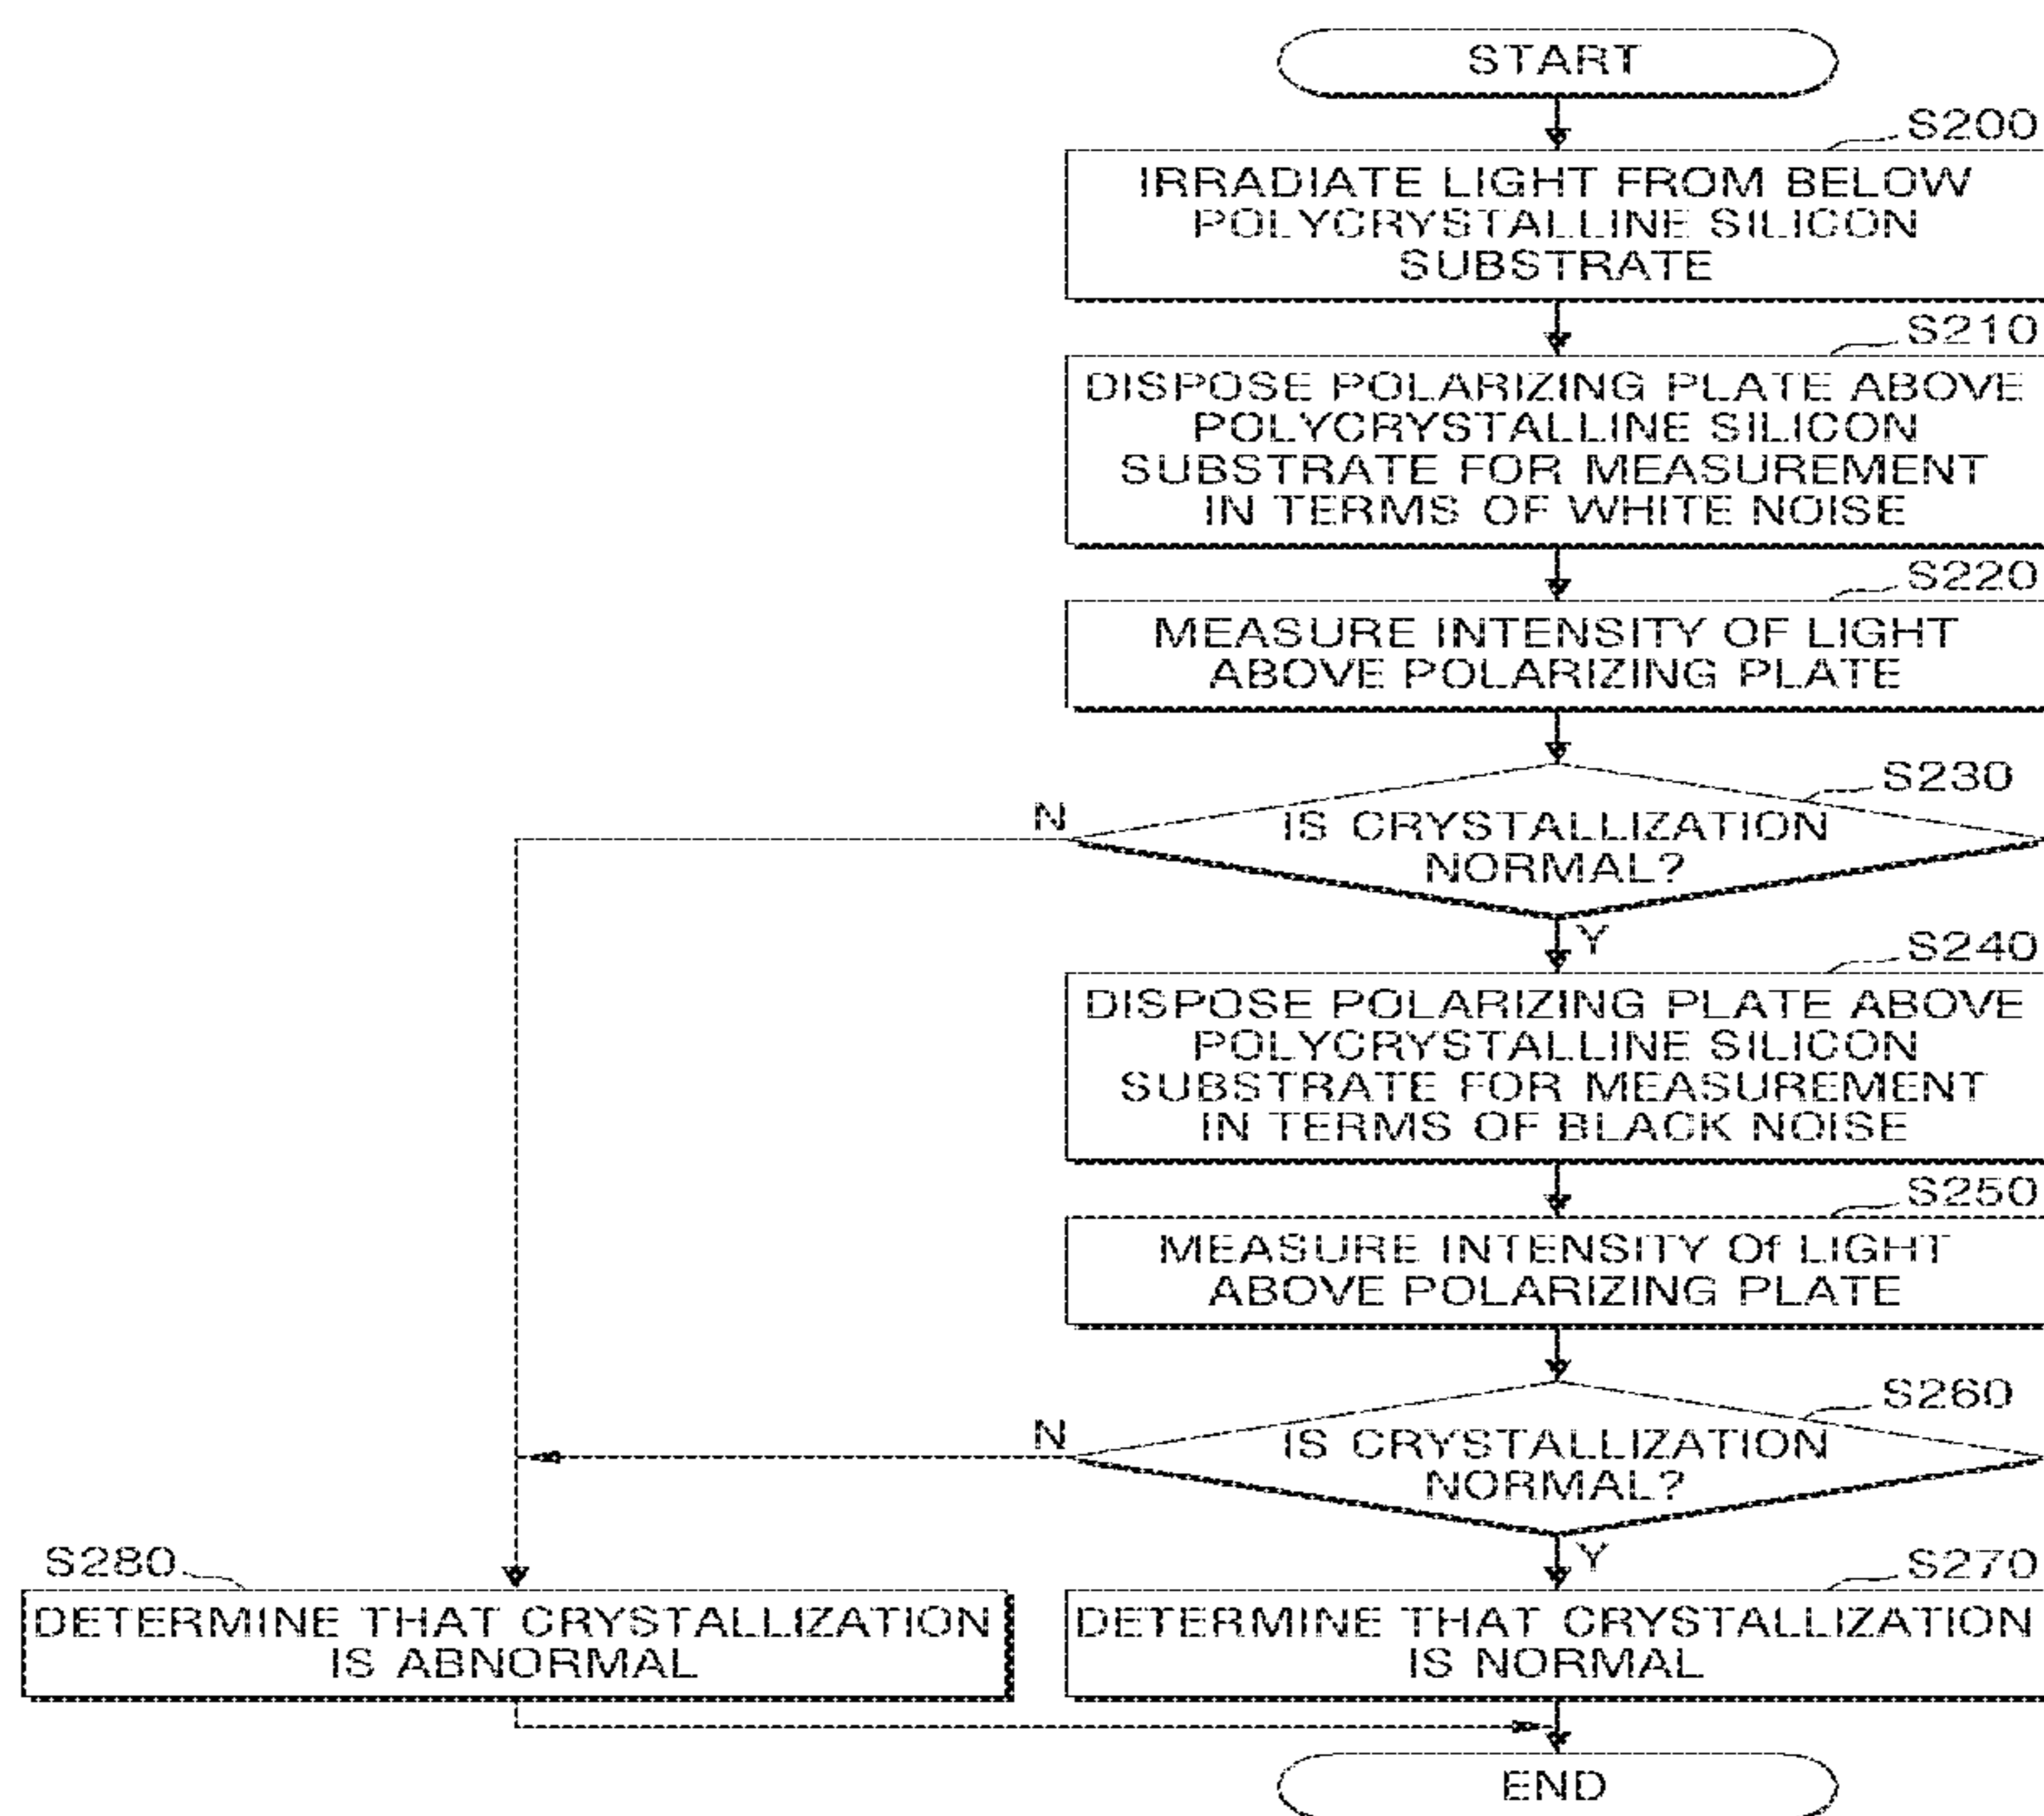 START
S200
IRRADIATE LIGHT FROM BELOW
POLYCRYSTALLINE SILICON
SUBSTRATE
S210
DISPOSE POLARIZING PLATE ABOVE
POLYCRYSTALLINE SILICON
SUBSTRATE FOR MEASUREMENT
IN TERMS OF WHITE NOISE
S220
MEASURE INTENSITY OF LIGHT
ABOVE POLARIZING PLATE
S230
N
IS CRYSTALLIZATION
NORMAL?
Y
S240
DISPOSE POLARIZING PLATE ABOVE
POLYCRYSTALLINE SILICON
SUBSTRATE FOR MEASUREMENT
IN TERMS OF BLACK NOISE
S250
MEASURE INTENSITY Of LIGHT
ABOVE POLARIZING PLATE
S260
N
IS CRYSTALLIZATION
NORMAL?
Y
S280
DETERMINE THAT CRYSTALLIZATION
IS ABNORMAL
S270
DETERMINE THAT CRYSTALLIZATION
IS NORMAL
END